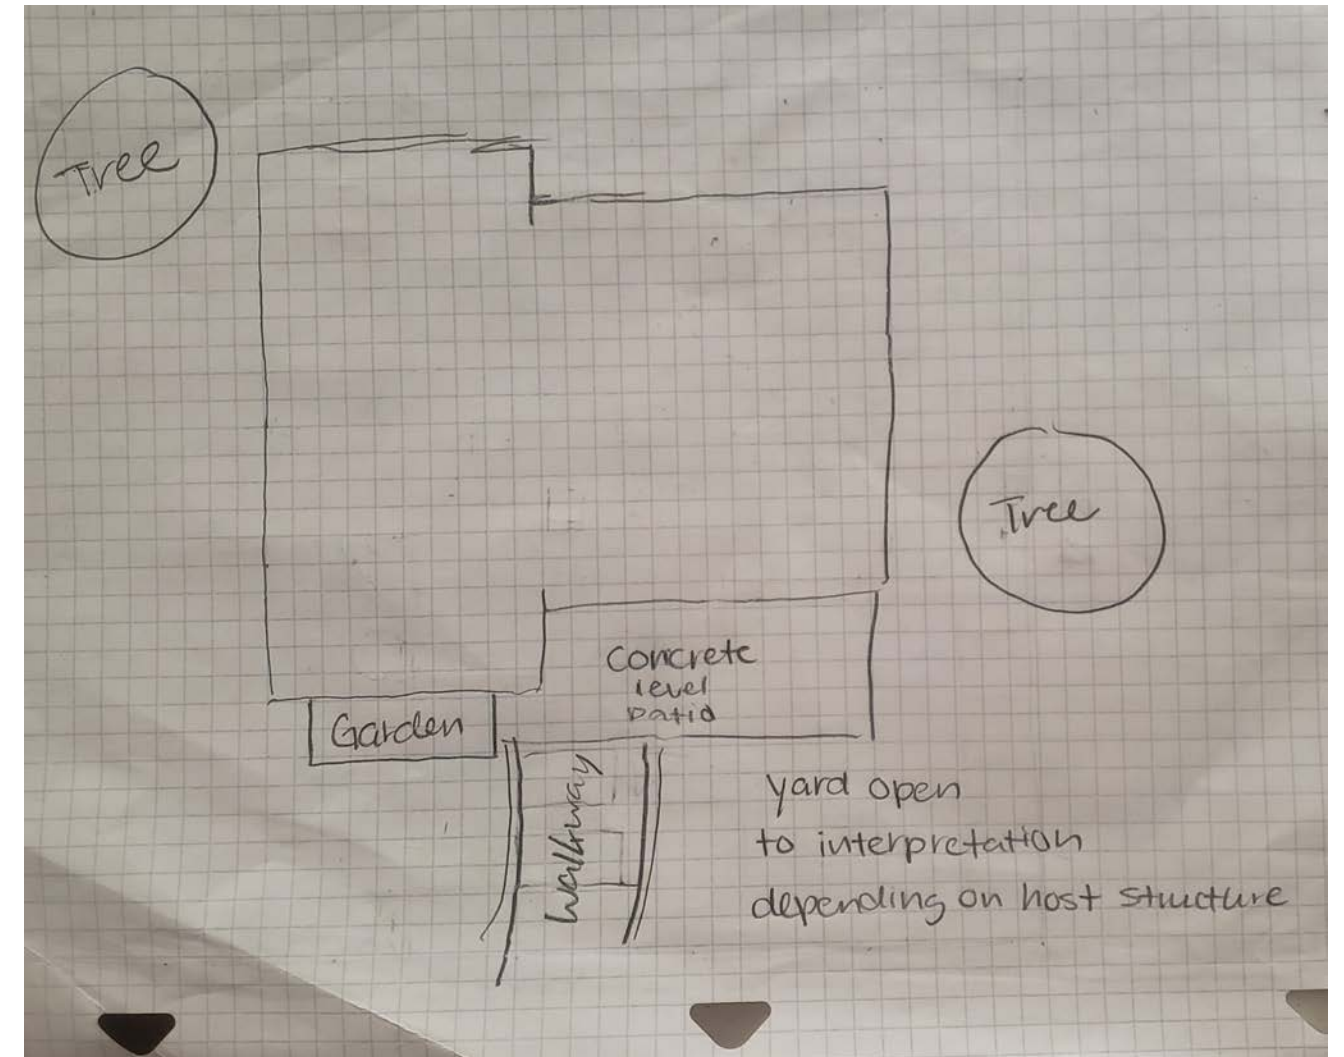 Tree
Tree
Concrete
level
patio
Garden
walkway
yard open
to interpretation
depending on host structure